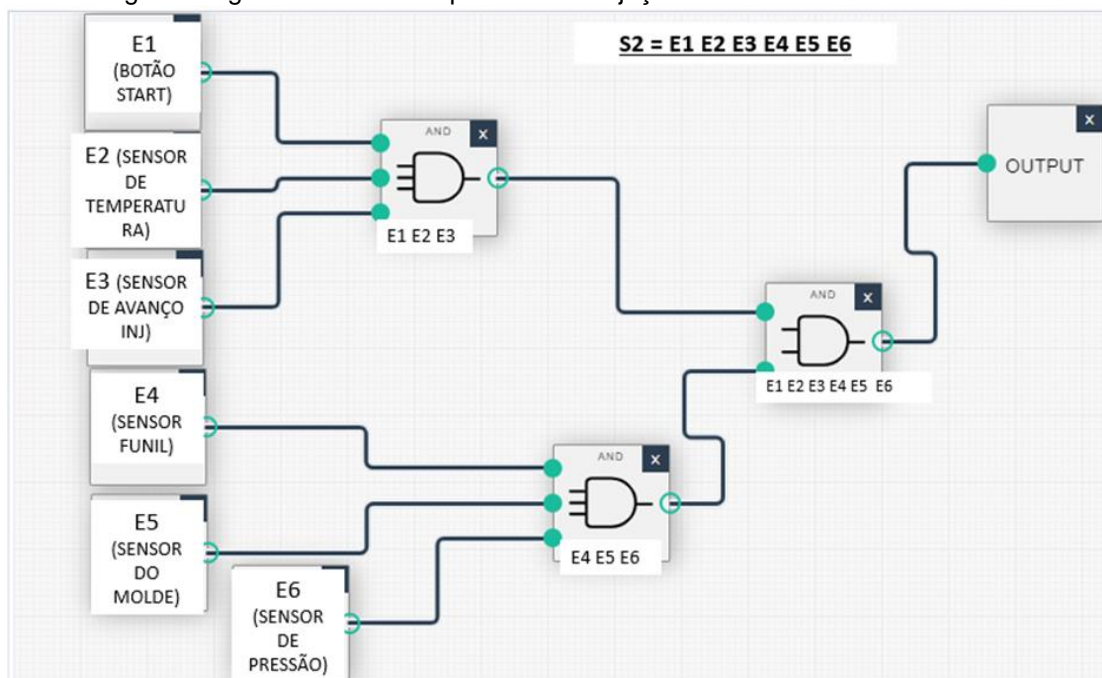 S2 = E1 E2 E3 E4 E5 E6
E1
(BOTÃO
START)
E2 (SENSOR
DE
TEMPERATU
RA)
E3 (SENSOR
DE AVANÇO
INJ)
E4
(SENSOR
FUNIL)
E5
(SENSOR
DO
MOLDE)
E6
(SENSOR
DE
PRESSÃO)
AND
X
E1 E2 E3
AND
X
E4 E5 E6
AND
X
E1 E2 E3 E4 E5 E6
X
OUTPUT